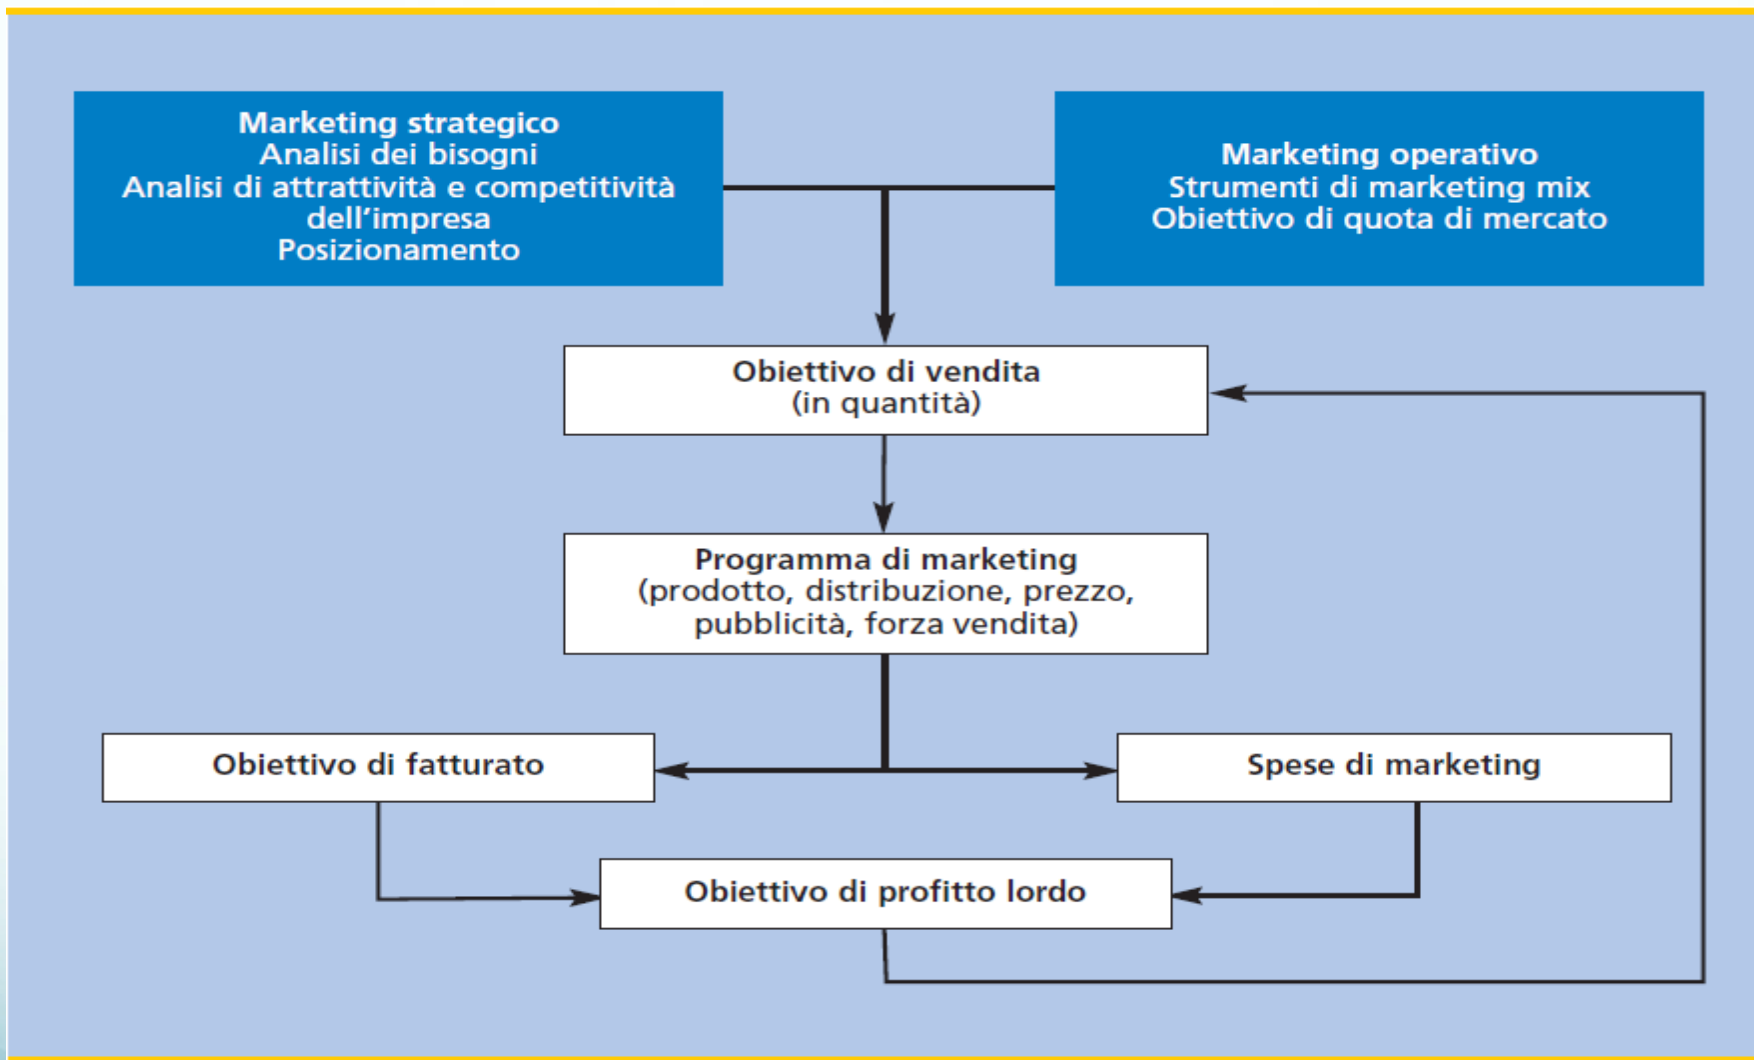 Marketing strategico
Analisi dei bisogni
Analisi di attrattività e competitività
dell’impresa
Posizionamento
Marketing operativo
Strumenti di marketing mix
Obiettivo di quota di mercato
Obiettivo di vendita
(in quantità)
Programma di marketing
(prodotto, distribuzione, prezzo,
pubblicità, forza vendita)
Obiettivo di fatturato
Spese di marketing
Obiettivo di profitto lordo